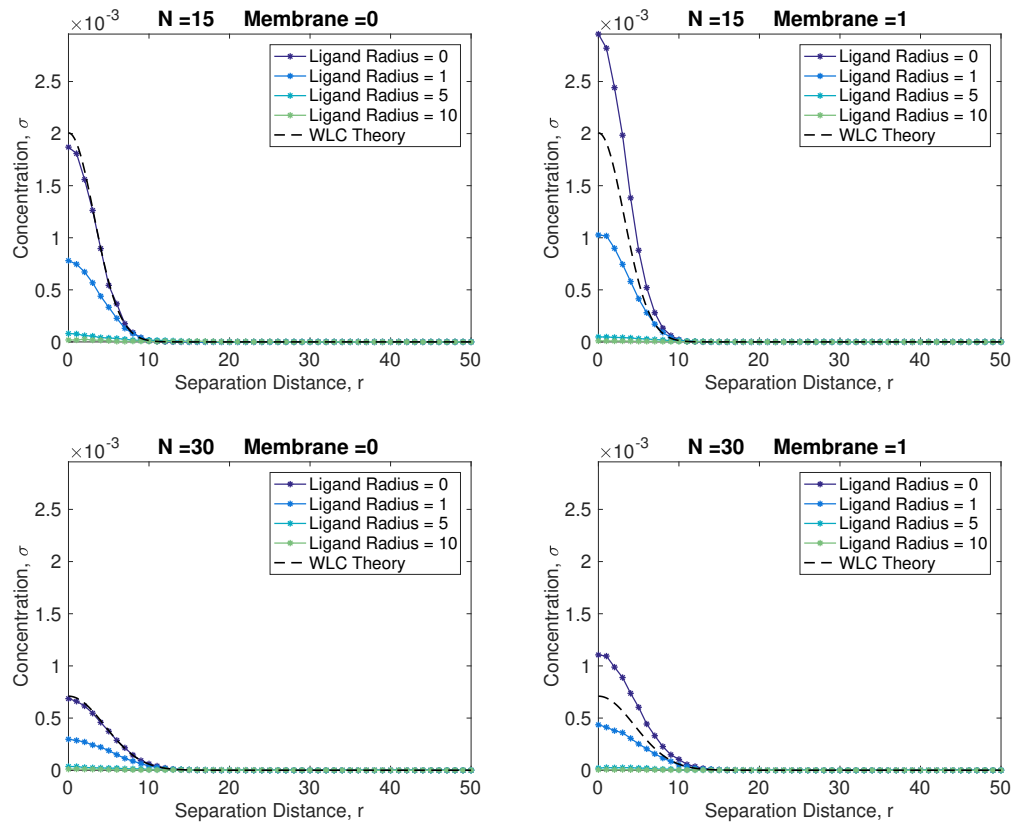 N =15 Membrane =0
×10⁻³
2.5
2
1.5
1
0.5
0
Concentration, σ
0 10 20 30 40 50
Separation Distance, r
Ligand Radius = 0
Ligand Radius = 1
Ligand Radius = 5
Ligand Radius = 10
WLC Theory
N =15 Membrane =1
×10⁻³
2.5
2
1.5
1
0.5
0
Concentration, σ
0 10 20 30 40 50
Separation Distance, r
Ligand Radius = 0
Ligand Radius = 1
Ligand Radius = 5
Ligand Radius = 10
WLC Theory
N =30 Membrane =0
×10⁻³
2.5
2
1.5
1
0.5
0
Concentration, σ
0 10 20 30 40 50
Separation Distance, r
Ligand Radius = 0
Ligand Radius = 1
Ligand Radius = 5
Ligand Radius = 10
WLC Theory
N =30 Membrane =1
×10⁻³
2.5
2
1.5
1
0.5
0
Concentration, σ
0 10 20 30 40 50
Separation Distance, r
Ligand Radius = 0
Ligand Radius = 1
Ligand Radius = 5
Ligand Radius = 10
WLC Theory